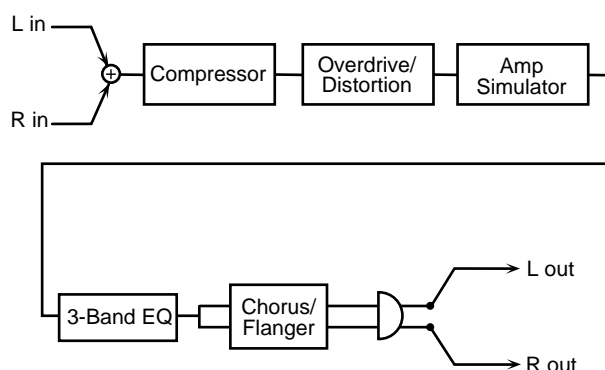 L in
R in
+
Compressor
Overdrive/
Distortion
Amp
Simulator
3-Band EQ
Chorus/
Flanger
L out
R out